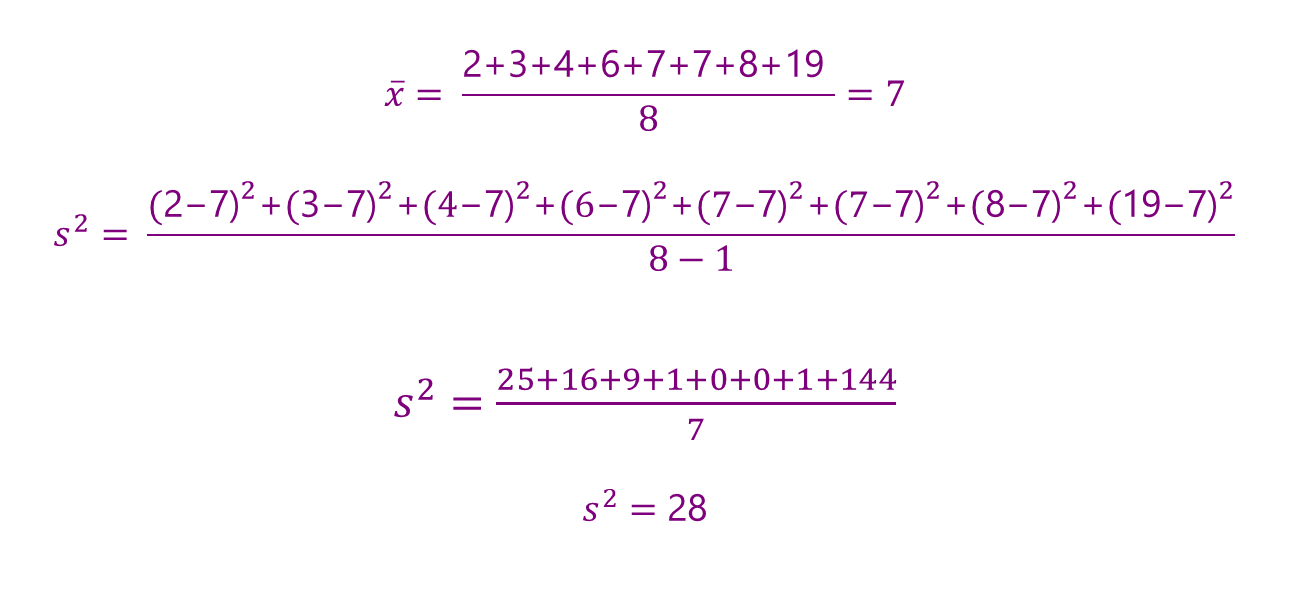 x̄ = (2+3+4+6+7+7+8+19)/8 = 7
s² = ((2−7)²+(3−7)²+(4−7)²+(6−7)²+(7−7)²+(7−7)²+(8−7)²+(19−7)²)/(8 − 1)
s² = (25+16+9+1+0+0+1+144)/7
s² = 28